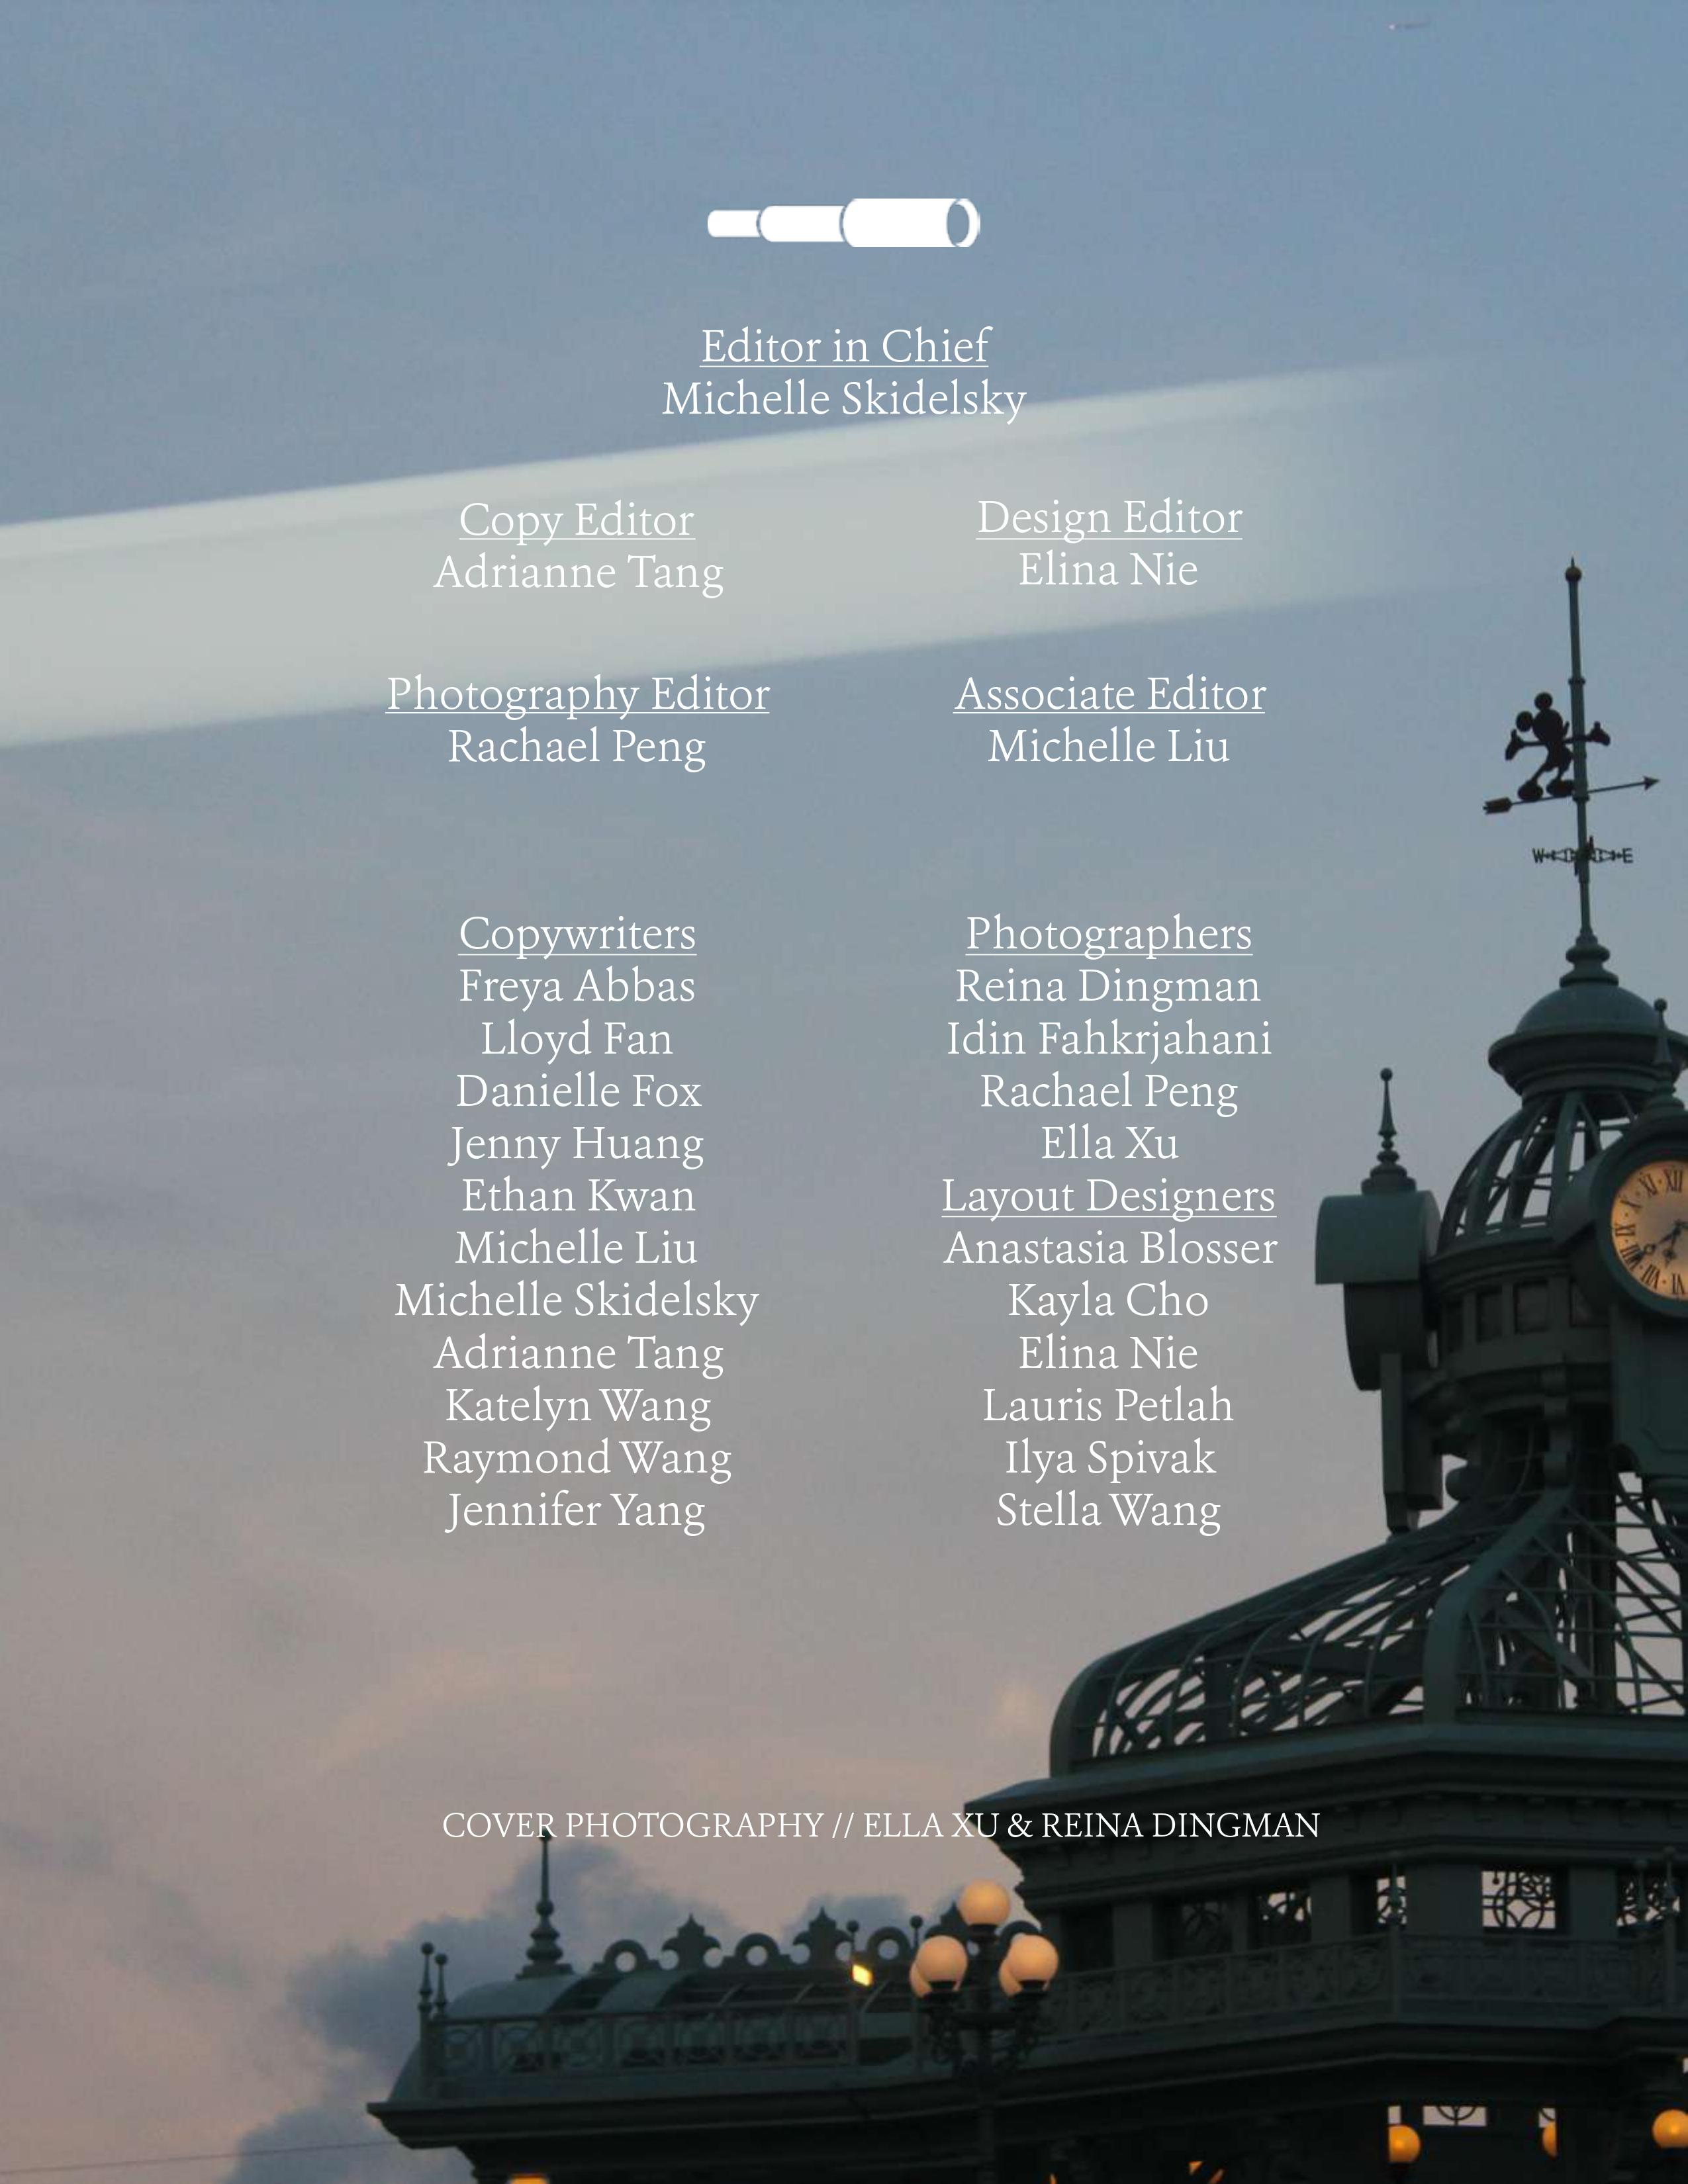 Editor in Chief
Michelle Skidelsky
Copy Editor
Adrianne Tang
Design Editor
Elina Nie
Photography Editor
Rachael Peng
Associate Editor
Michelle Liu
Copywriters
Freya Abbas
Lloyd Fan
Danielle Fox
Jenny Huang
Ethan Kwan
Michelle Liu
Michelle Skidelsky
Adrianne Tang
Katelyn Wang
Raymond Wang
Jennifer Yang
Photographers
Reina Dingman
Idin Fahkrjahani
Rachael Peng
Ella Xu
Layout Designers
Anastasia Blosser
Kayla Cho
Elina Nie
Lauris Petlah
Ilya Spivak
Stella Wang
W E
XI XII
COVER PHOTOGRAPHY // ELLA XU & REINA DINGMAN